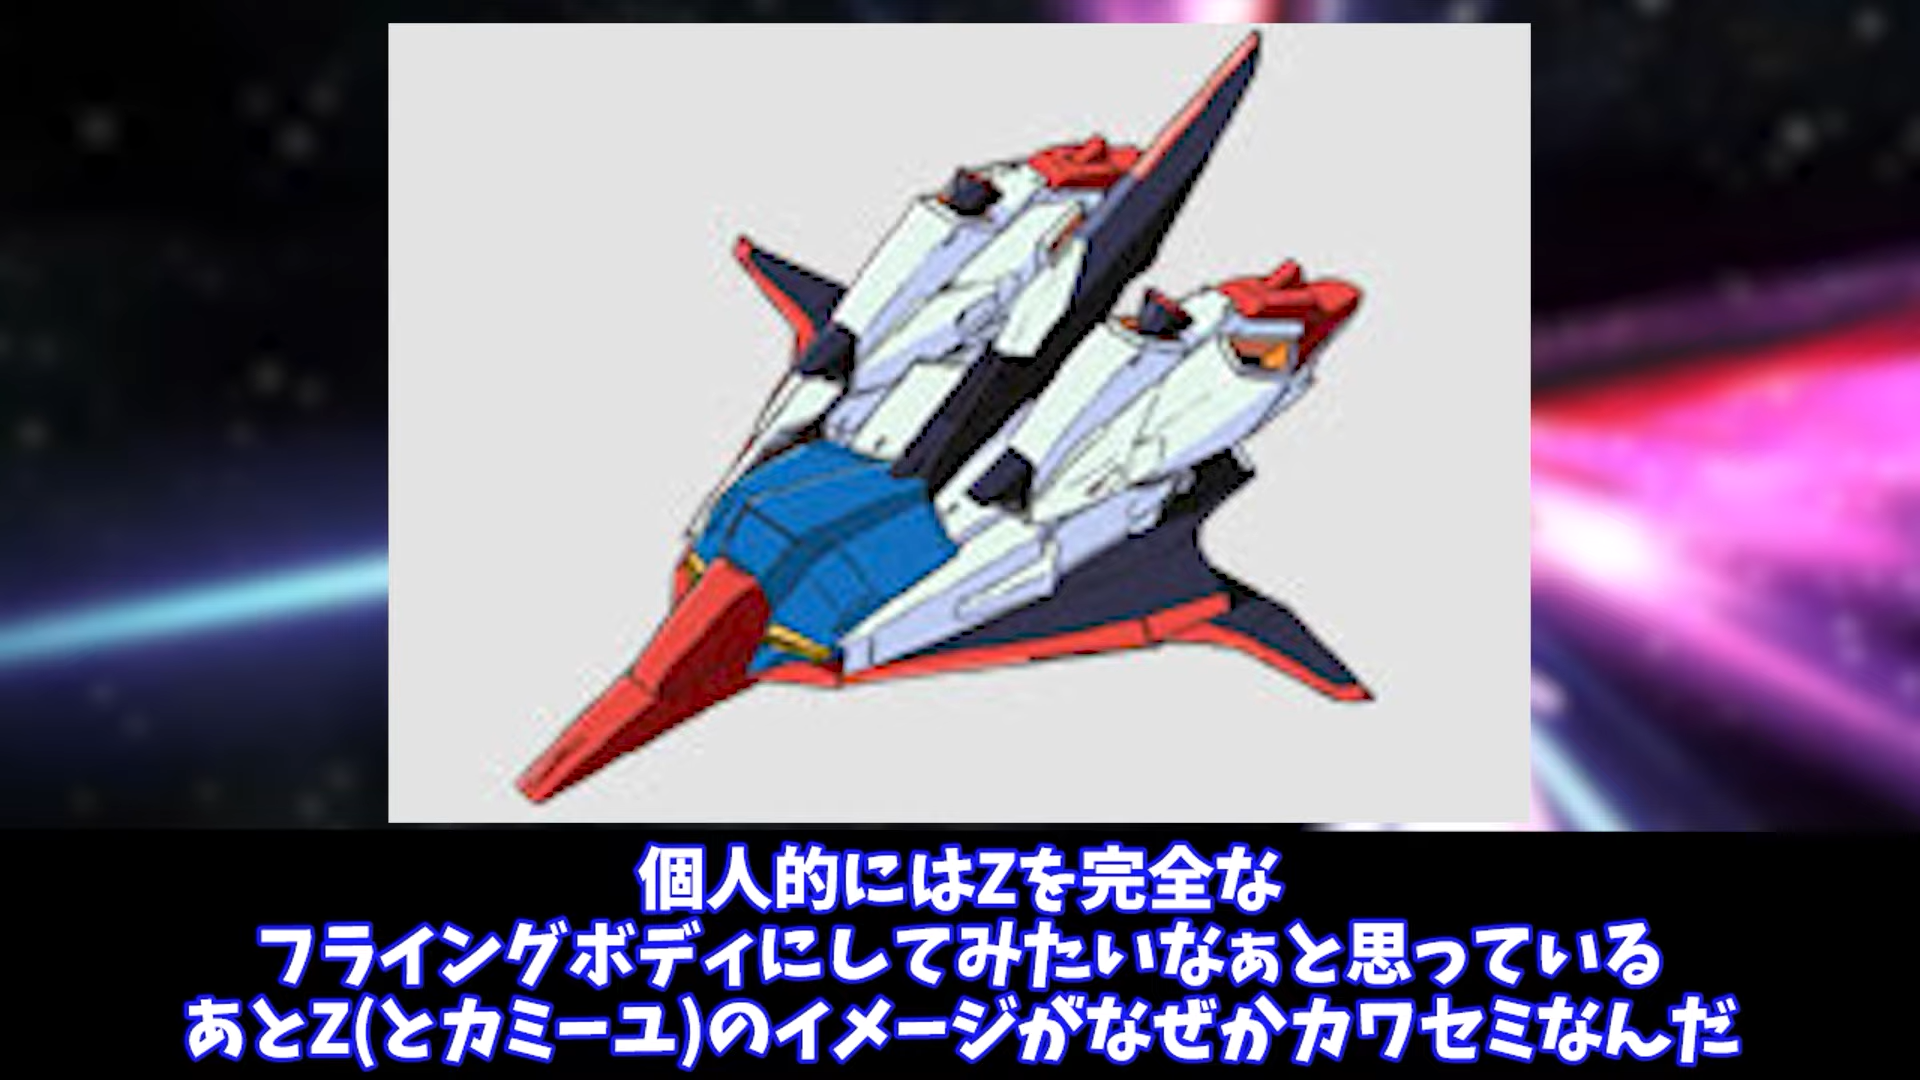 個人的にはZを完全な
フライングボディにしてみたいなぁと思っている
あとZ(とカミーユ)のイメージがなぜかカワセミなんだ